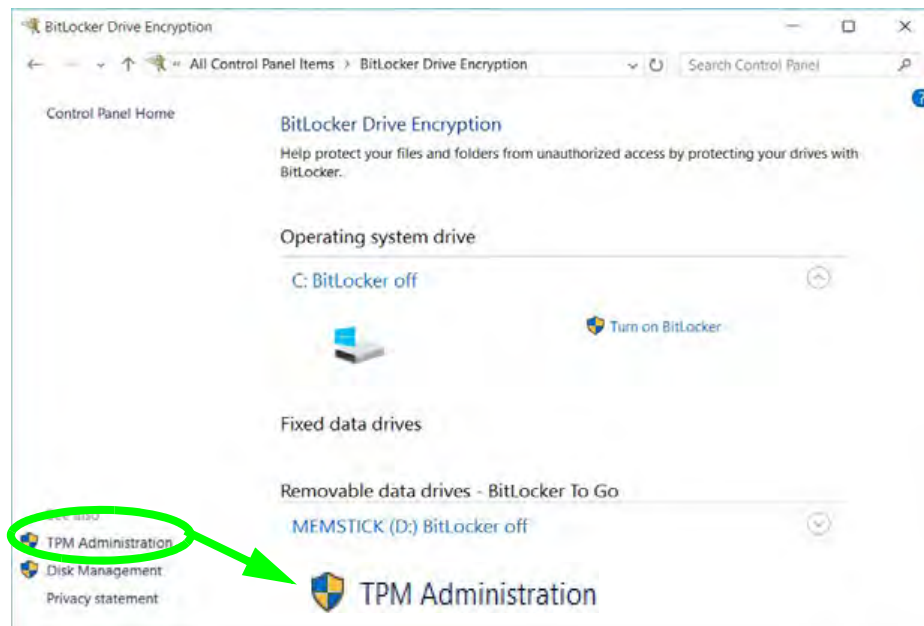 BitLocker Drive Encryption
« All Control Panel Items > BitLocker Drive Encryption
Search Control Panel
?
Control Panel Home
BitLocker Drive Encryption
Help protect your files and folders from unauthorized access by protecting your drives with
BitLocker.
Operating system drive
C: BitLocker off
Turn on BitLocker
Fixed data drives
Removable data drives - BitLocker To Go
MEMSTICK (D:) BitLocker off
See also
TPM Administration
Disk Management
Privacy statement
TPM Administration